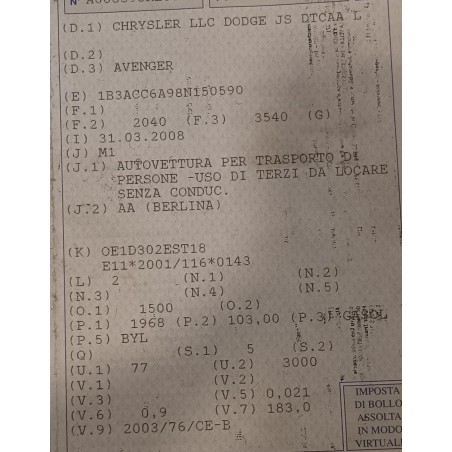 (D.1) CHRYSLER LLC DODGE JS DTCAA L
(D.2)
(D.3) AVENGER
(E) 1B3ACC6A98N150590
(F.1)
(F.2) 2040 (F.3) 3540 (G)
(I) 31.03.2008
(J) M1
(J.1) AUTOVETTURA PER TRASPORTO DI
PERSONE -USO DI TERZI DA LOCARE
SENZA CONDUC.
(J.2) AA (BERLINA)
(K) OE1D302EST18
E11*2001/116*0143
(L) 2 (N.1) (N.2)
(N.3) (N.4) (N.5)
(O.1) 1500 (O.2)
(P.1) 1968 (P.2) 103,00 (P.3) GASOL
(P.5) BYL
(Q) (S.1) 5 (S.2)
(U.1) 77 (U.2) 3000
(V.1) (V.2)
(V.3) (V.5) 0,021
(V.6) 0,9 (V.7) 183,0
(V.9) 2003/76/CE-B
IMPOSTA
DI BOLLO
ASSOLTA
IN MODO
VIRTUALE